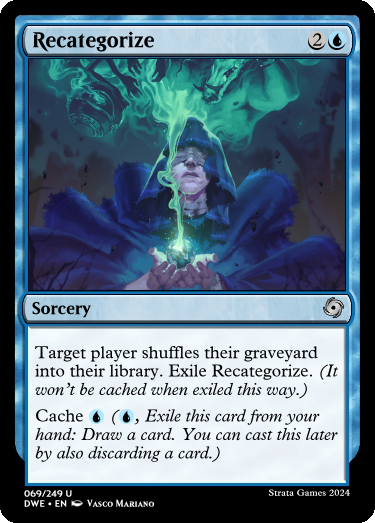 Recategorize 2
Sorcery
Target player shuffles their graveyard
into their library. Exile Recategorize. (It
won't be cached when exiled this way.)
Cache (, Exile this card from your
hand: Draw a card. You can cast this later
by also discarding a card.)
069/249 U
Strata Games 2024
DWE • EN Vasco Mariano